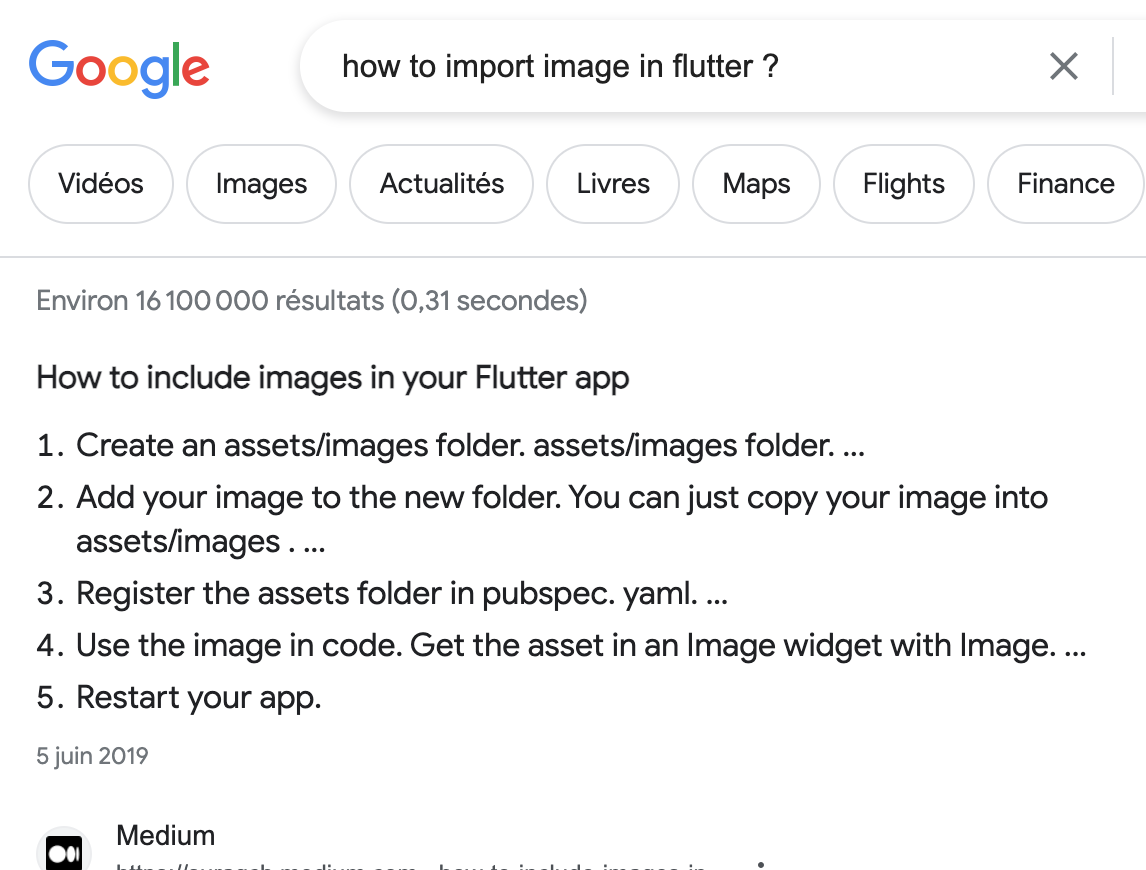 Google
how to import image in flutter ?
Vidéos Images Actualités Livres Maps Flights Finance
Environ 16 100 000 résultats (0,31 secondes)
How to include images in your Flutter app
1. Create an assets/images folder. assets/images folder. ...
2. Add your image to the new folder. You can just copy your image into
assets/images . ...
3. Register the assets folder in pubspec. yaml. ...
4. Use the image in code. Get the asset in an Image widget with Image. ...
5. Restart your app.
5 juin 2019
Medium